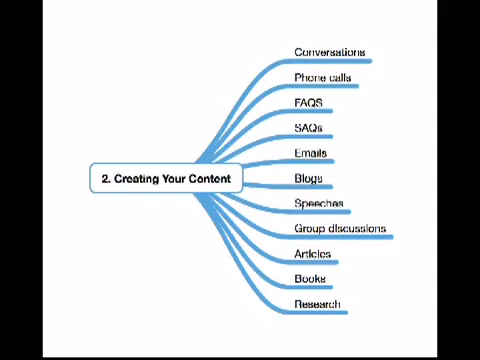 Conversations
Phone calls
FAQS
SAQs
Emails
2. Creating Your Content
Blogs
Speeches
Group discussions
Articles
Books
Research